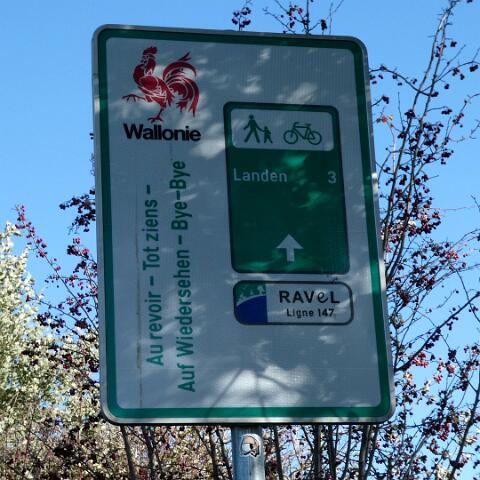 Wallonie
Au revoir - Tot ziens -
Auf Wiedersehen - Bye-Bye
Landen 3
RAVeL
Ligne 147